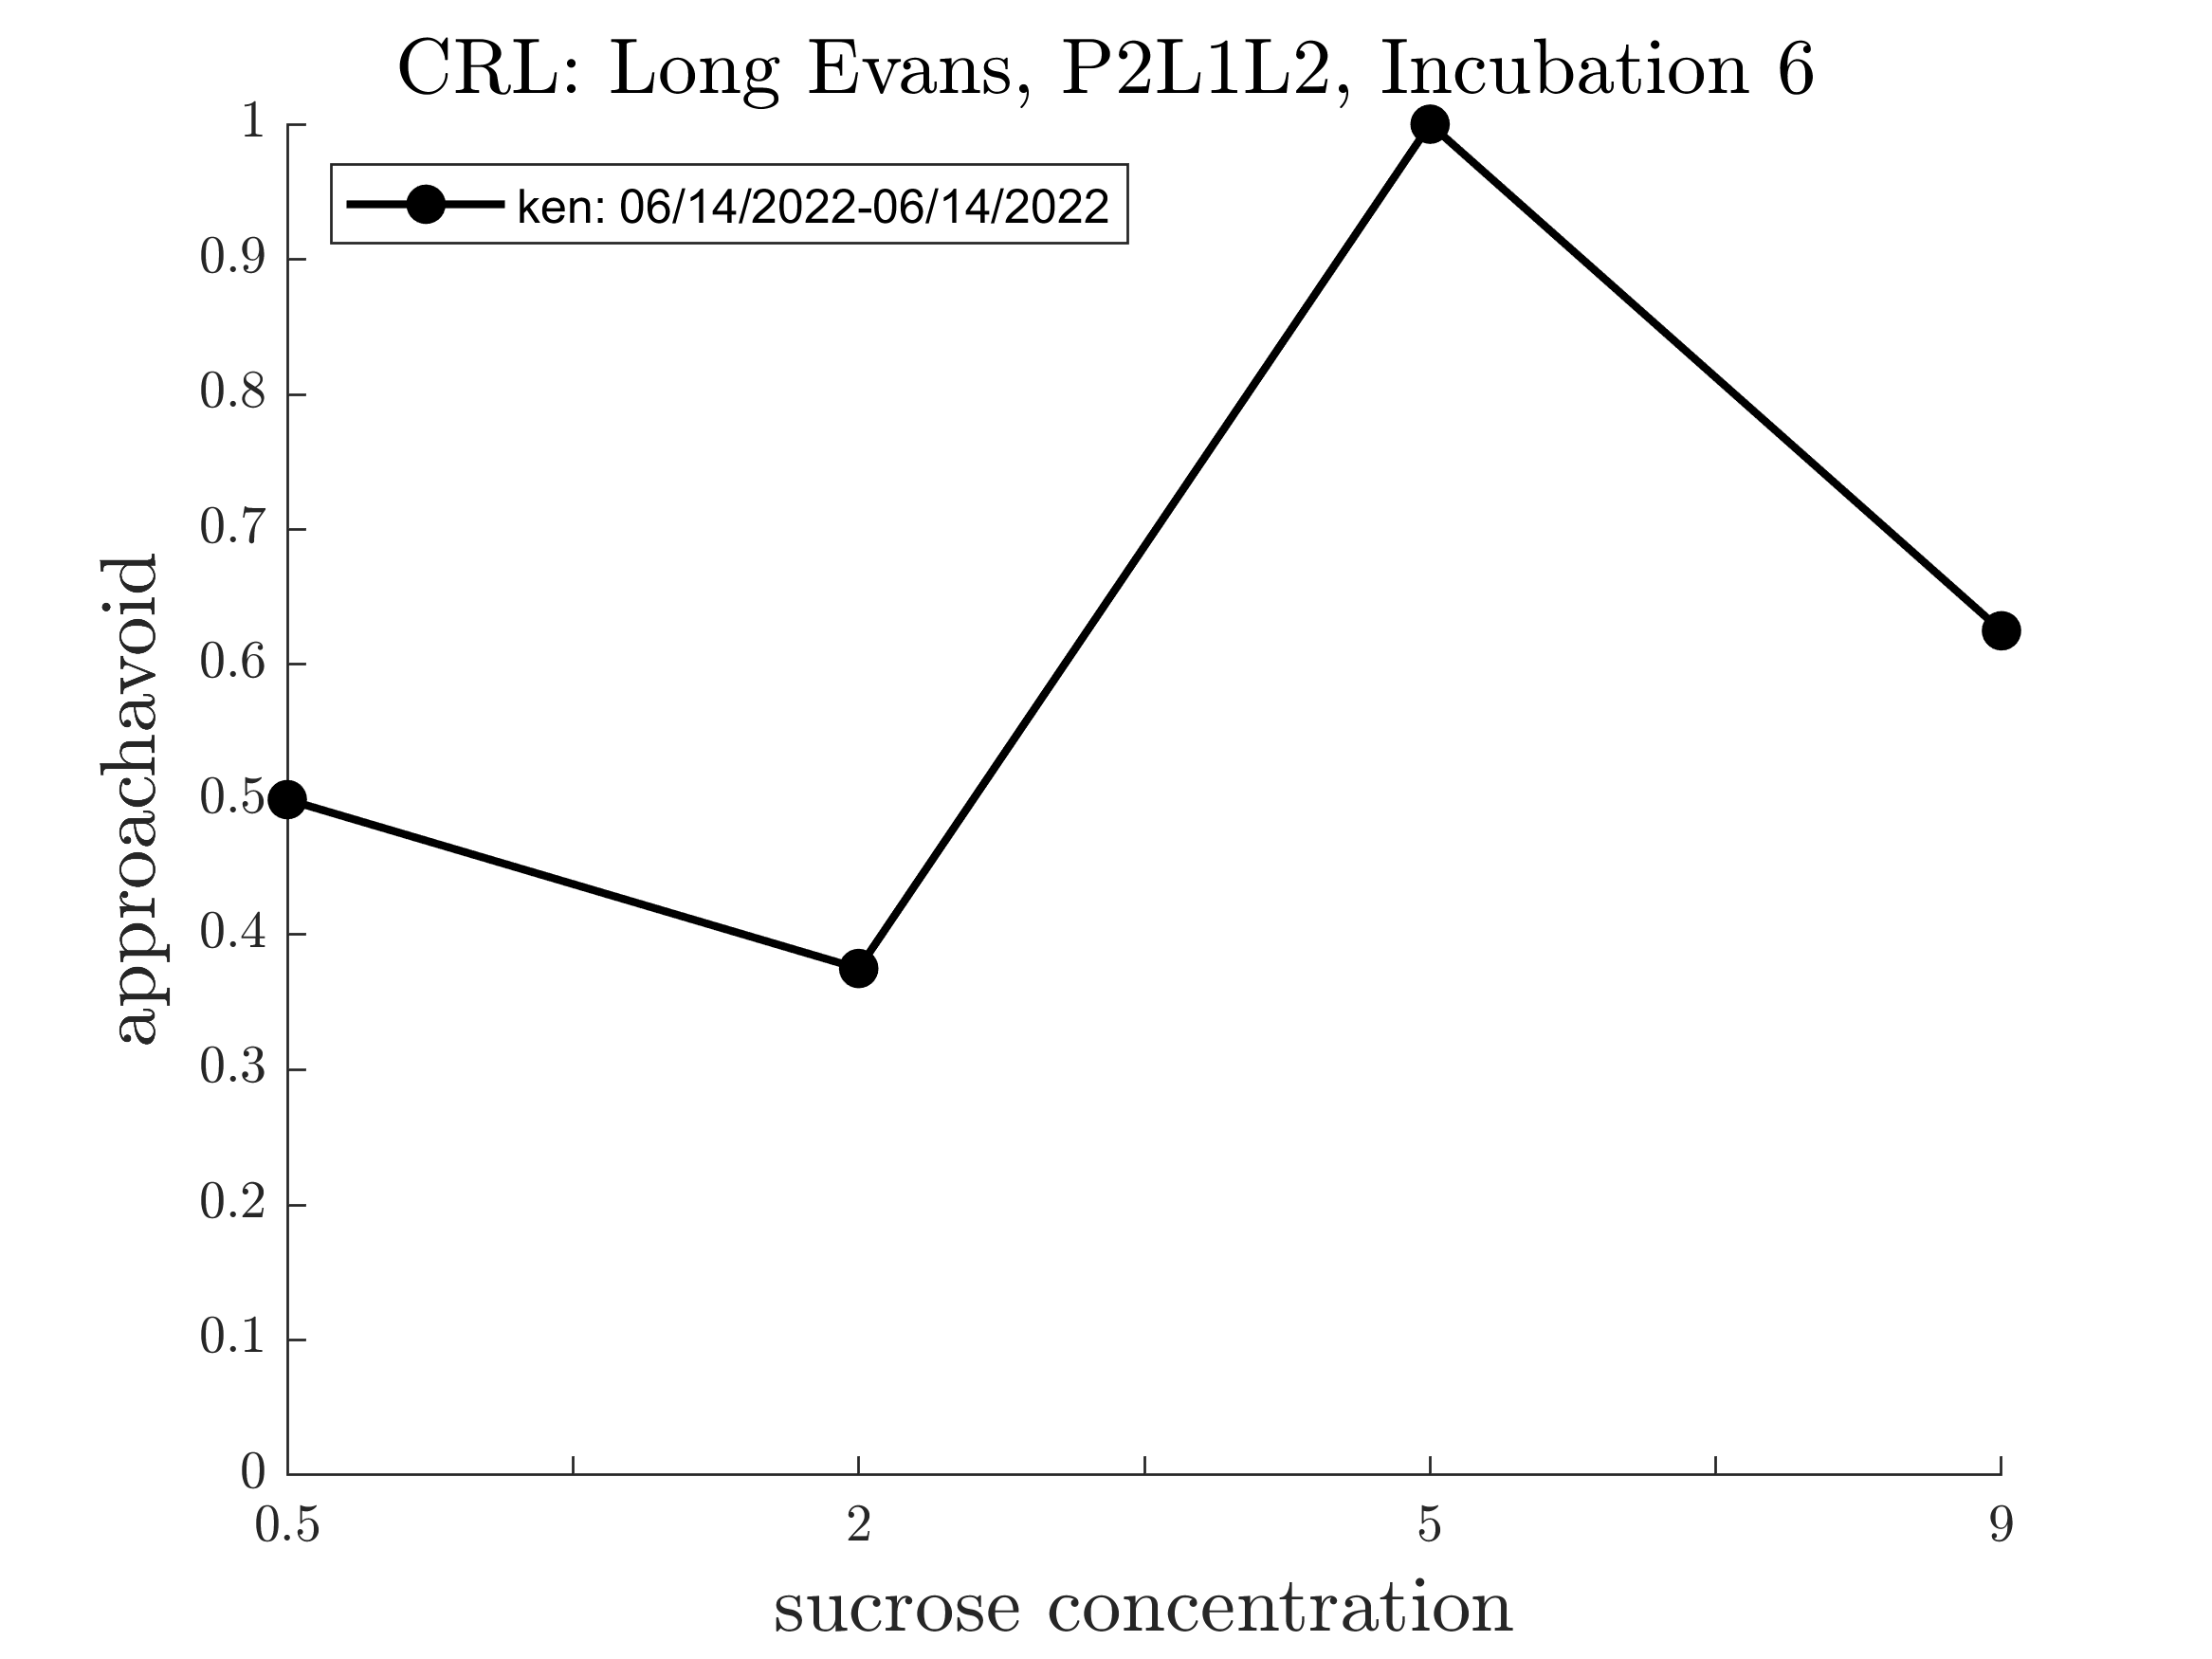 CRL: Long Evans, P2L1L2, Incubation 6
ken: 06/14/2022-06/14/2022
approachavoid
1
0.9
0.8
0.7
0.6
0.5
0.4
0.3
0.2
0.1
0
0.5 2 5 9
sucrose concentration